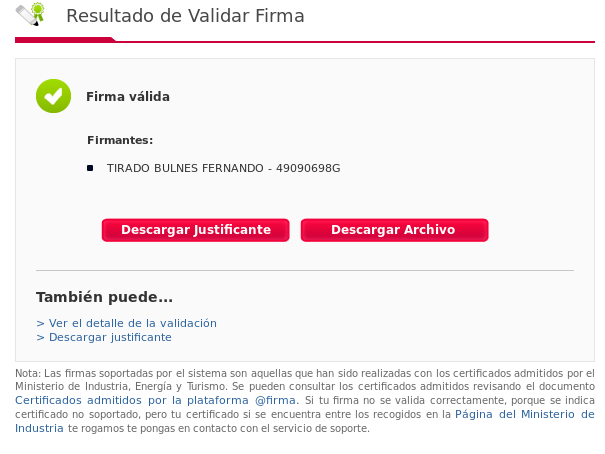 Resultado de Validar Firma
Firma válida
Firmantes:
TIRADO BULNES FERNANDO - 49090698G
Descargar Justificante
Descargar Archivo
También puede...
> Ver el detalle de la validación
> Descargar justificante
Nota: Las firmas soportadas por el sistema son aquellas que han sido realizadas con los certificados admitidos por el
Ministerio de Industria, Energía y Turismo. Se pueden consultar los certificados admitidos revisando el documento
Certificados admitidos por la plataforma @firma. Si tu firma no se valida correctamente, porque se indica
certificado no soportado, pero tu certificado si se encuentra entre los recogidos en la Página del Ministerio de
Industria te rogamos te pongas en contacto con el servicio de soporte.